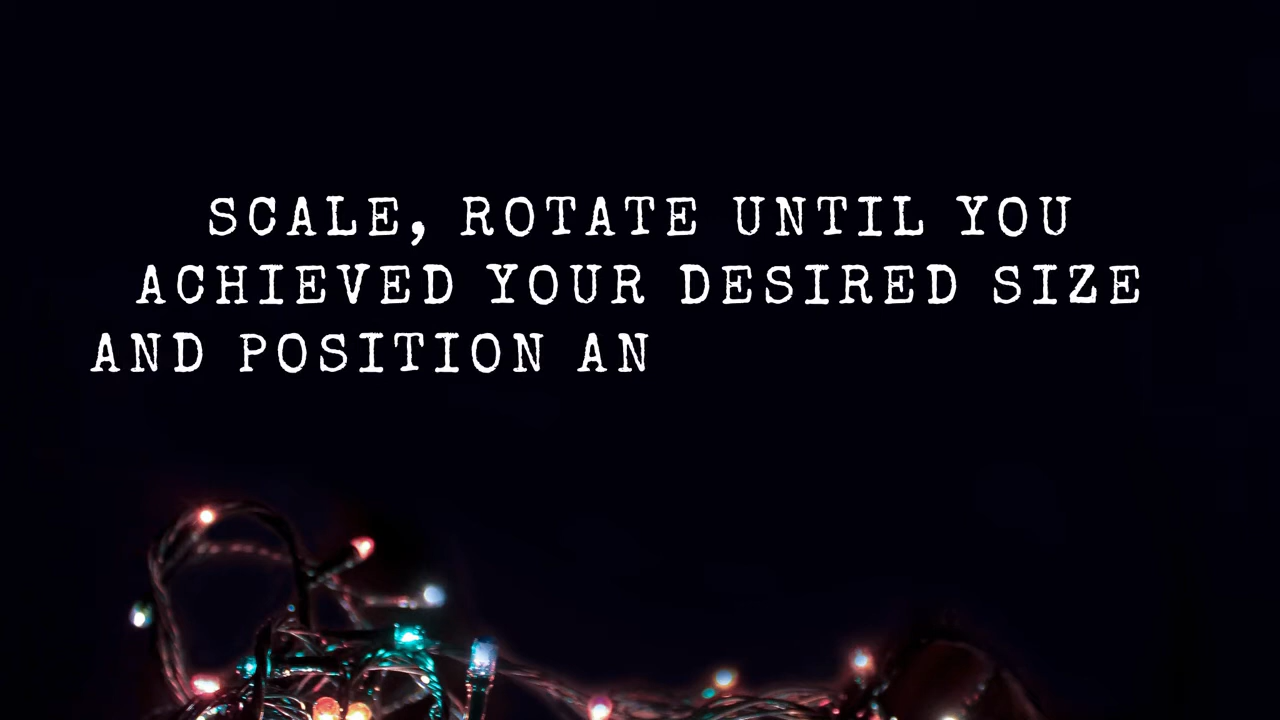 SCALE, ROTATE UNTIL YOU
ACHIEVED YOUR DESIRED SIZE
AND POSITION AN